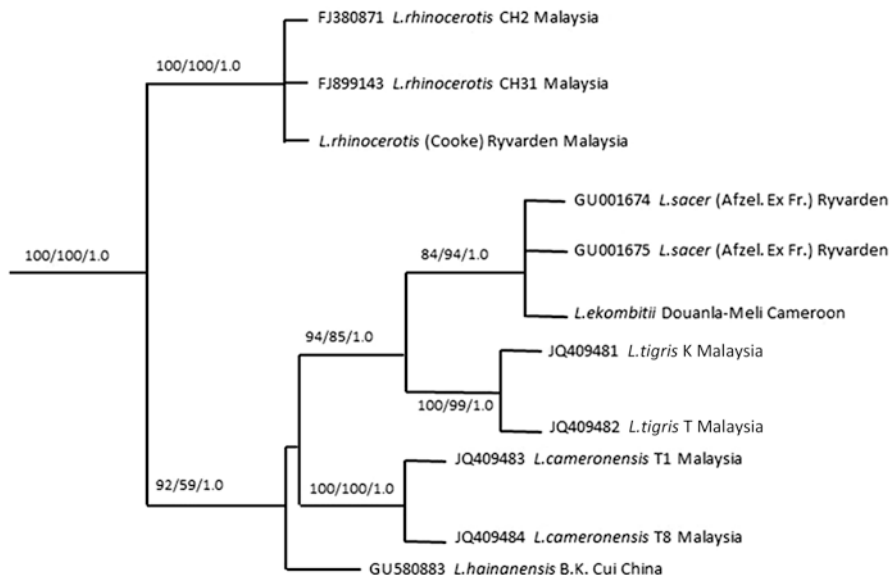 FJ380871 L.rhinocerotis CH2 Malaysia
100/100/1.0
FJ899143 L.rhinocerotis CH31 Malaysia
L.rhinocerotis (Cooke) Ryvarden Malaysia
GU001674 L.sacer (Afzel. Ex Fr.) Ryvarden
100/100/1.0
84/94/1.0
GU001675 L.sacer (Afzel. Ex Fr.) Ryvarden
L.ekombitii Douanla-Meli Cameroon
94/85/1.0
JQ409481 L.tigris K Malaysia
100/99/1.0
JQ409482 L.tigris T Malaysia
JQ409483 L.cameronensis T1 Malaysia
92/59/1.0
100/100/1.0
JQ409484 L.cameronensis T8 Malaysia
GU580883 L.hainanensis B.K. Cui China